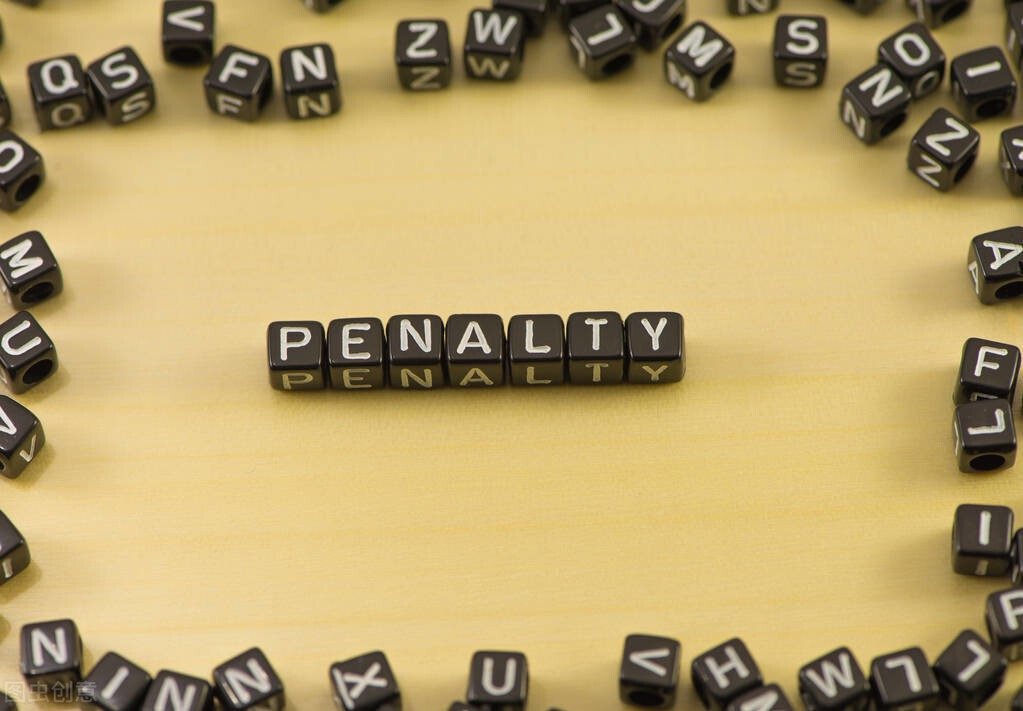 PENALTY
Q S F N Z W L M S O N I Z
M U V A F L I
N I N N X U V H W L I
图虫创意